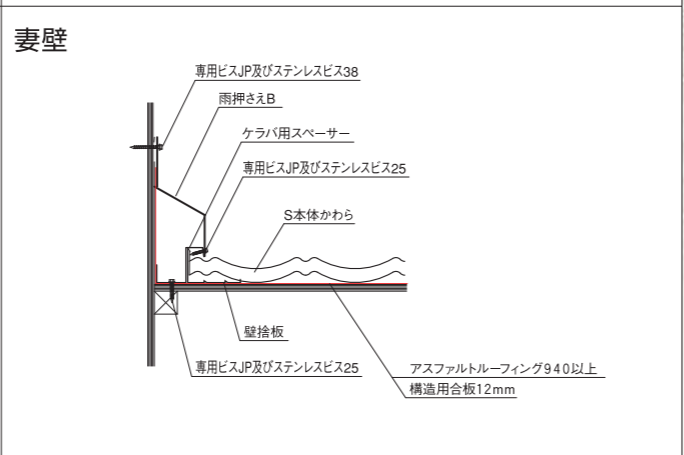 妻壁
専用ビスJP及びステンレスビス38
雨押さえB
ケラバ用スペーサー
専用ビスJP及びステンレスビス25
S本体かわら
壁捨板
専用ビスJP及びステンレスビス25
アスファルトルーフィング940以上
構造用合板12mm